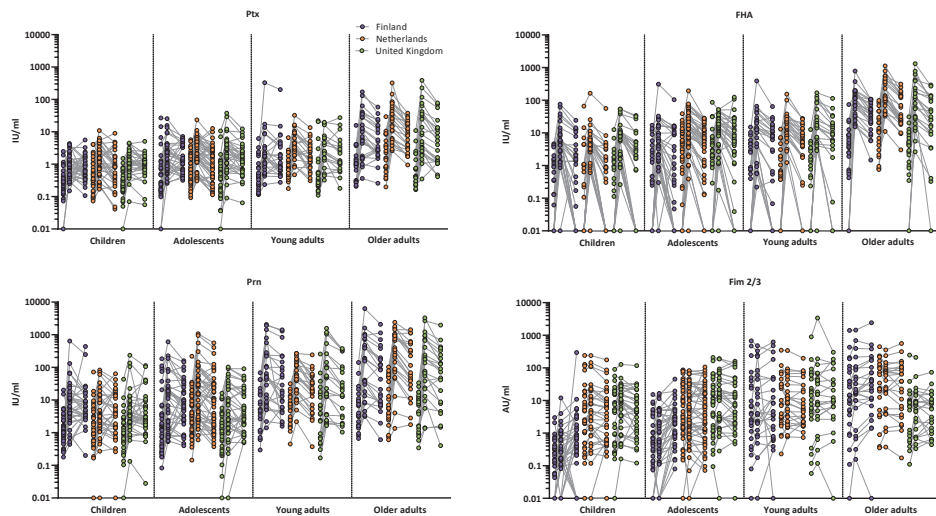 Ptx
Finland
Netherlands
United Kingdom
10000
1000
100
10
1
0.1
0.01
IU/ml
Children Adolescents Young adults Older adults
FHA
10000
1000
100
10
1
0.1
0.01
IU/ml
Children Adolescents Young adults Older adults
Prn
10000
1000
100
10
1
0.1
0.01
IU/ml
Children Adolescents Young adults Older adults
Fim 2/3
10000
1000
100
10
1
0.1
0.01
AU/ml
Children Adolescents Young adults Older adults